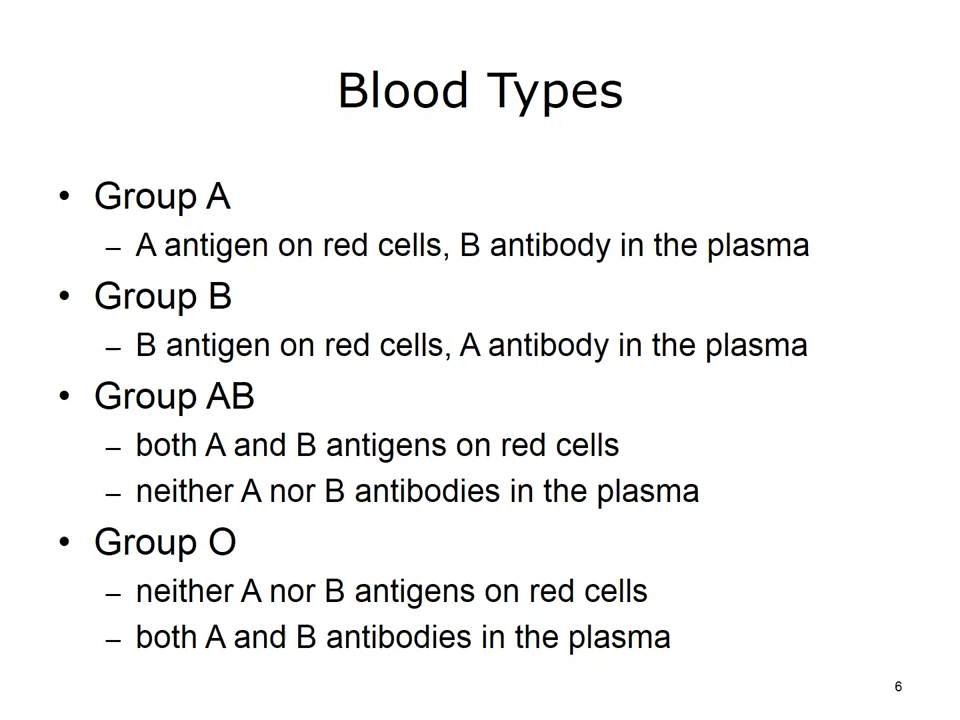 Blood Types
• Group A
– A antigen on red cells, B antibody in the plasma
• Group B
– B antigen on red cells, A antibody in the plasma
• Group AB
– both A and B antigens on red cells
– neither A nor B antibodies in the plasma
• Group O
– neither A nor B antigens on red cells
– both A and B antibodies in the plasma
6